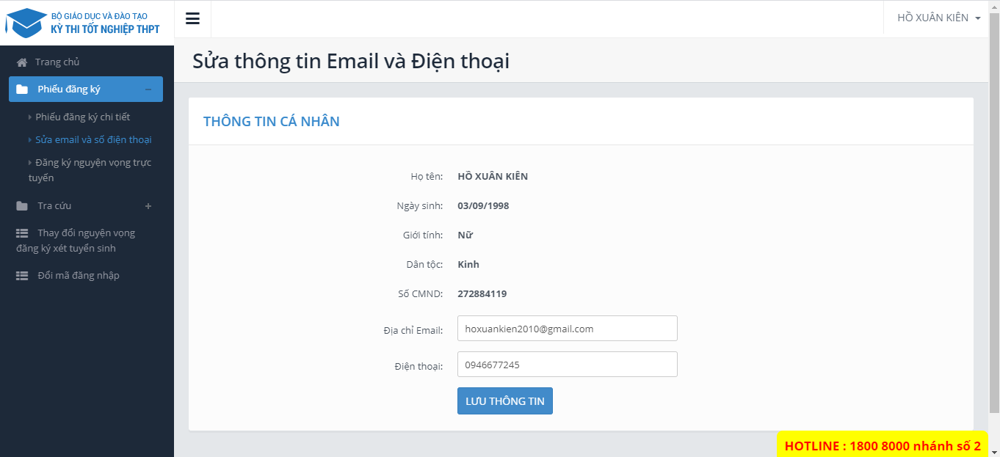 BỘ GIÁO DỤC VÀ ĐÀO TẠO
KỲ THI TỐT NGHIỆP THPT
HỒ XUÂN KIÊN
Trang chủ
Phiếu đăng ký
Phiếu đăng ký chi tiết
Sửa email và số điện thoại
Đăng ký nguyện vọng trực
tuyến
Tra cứu
Thay đổi nguyện vọng
đăng ký xét tuyển sinh
Đổi mã đăng nhập
Sửa thông tin Email và Điện thoại
THÔNG TIN CÁ NHÂN
Họ tên: HỒ XUÂN KIÊN
Ngày sinh: 03/09/1998
Giới tính: Nữ
Dân tộc: Kinh
Số CMND: 272884119
Địa chỉ Email: hoxuankien2010@gmail.com
Điện thoại: 0946677245
LƯU THÔNG TIN
HOTLINE : 1800 8000 nhánh số 2